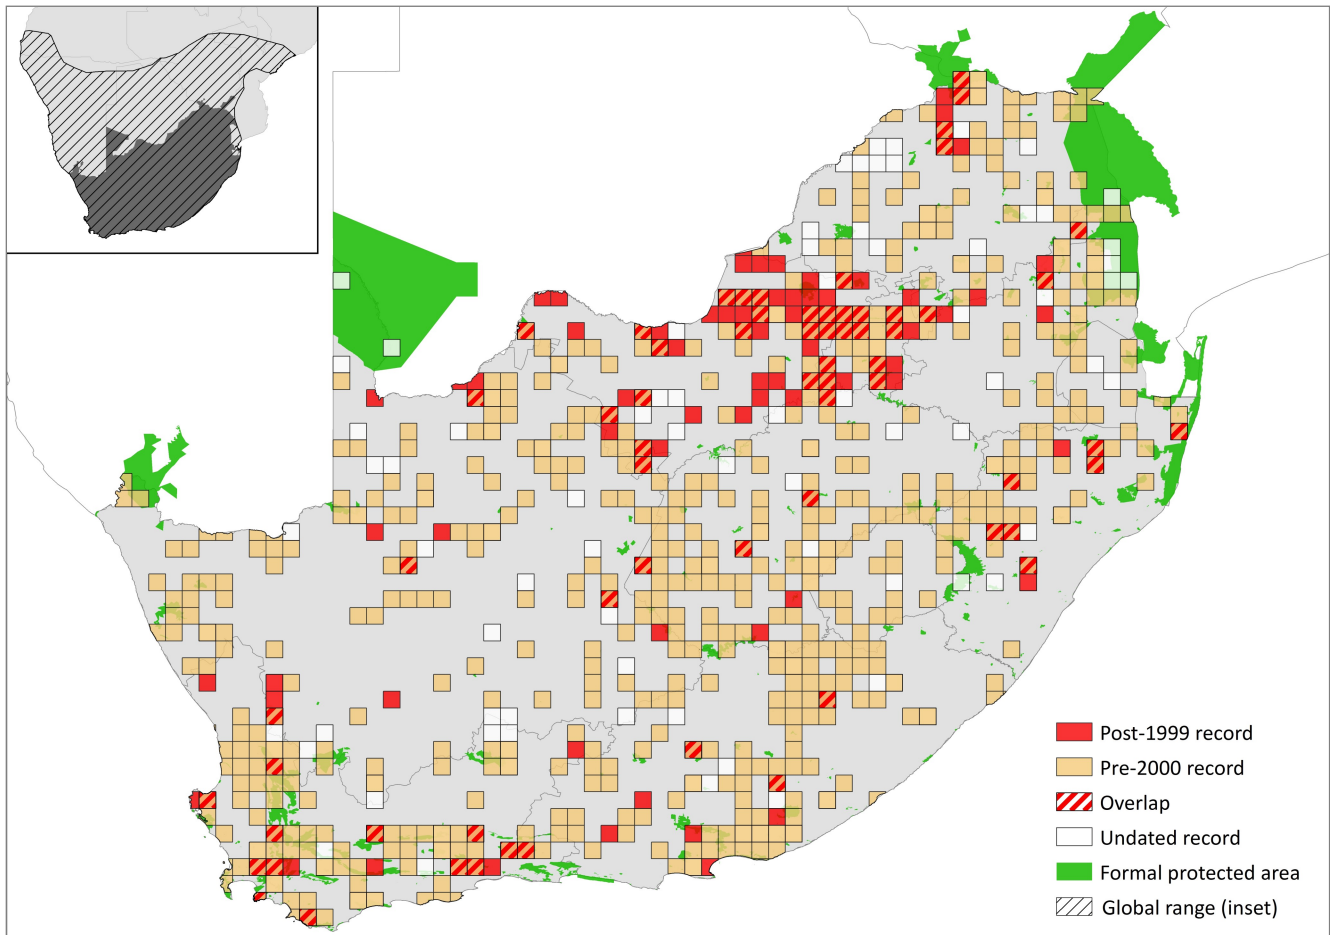 Post-1999 record
Pre-2000 record
Overlap
Undated record
Formal protected area
Global range (inset)